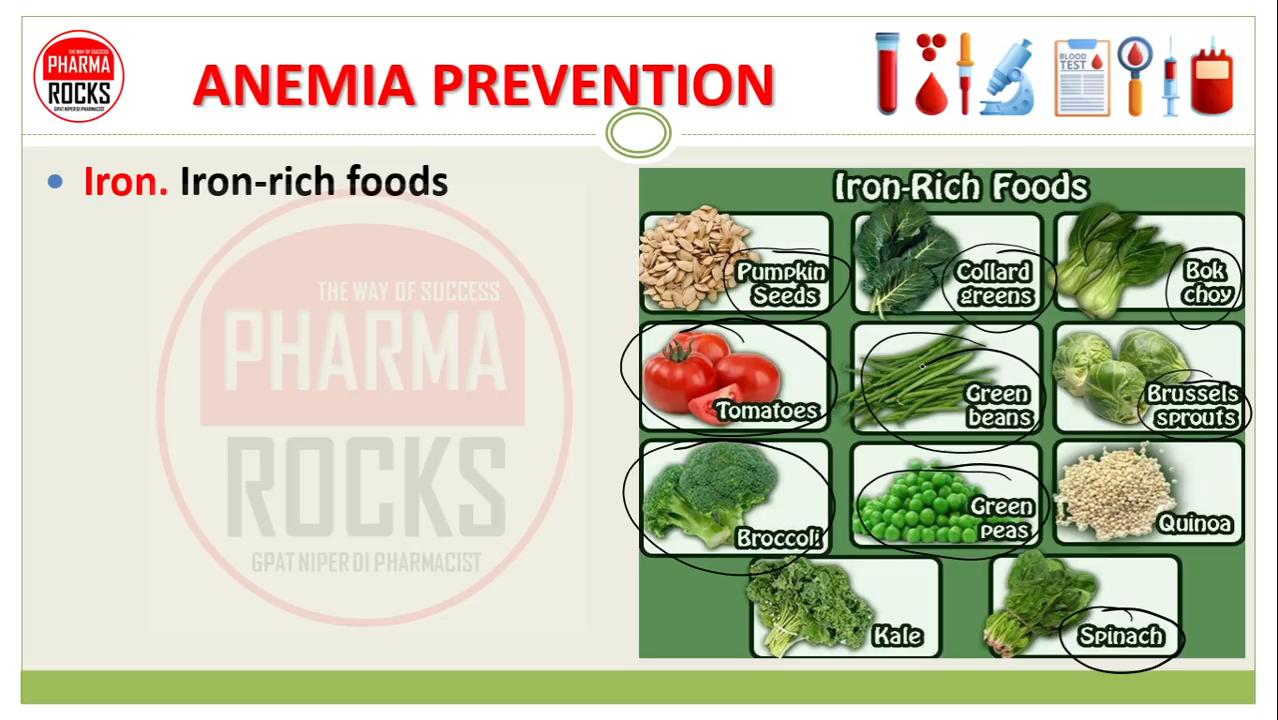 THE WAY OF SUCCESS
PHARMA
ROCKS
GPAT NIPER DI PHARMACIST
ANEMIA PREVENTION
BLOOD
TEST
Iron. Iron-rich foods
THE WAY OF SUCCESS
PHARMA
ROCKS
GPAT NIPER DI PHARMACIST
Iron-Rich Foods
Pumpkin
Seeds
Collard
greens
Bok
choy
Tomatoes
Green
beans
Brussels
sprouts
Broccoli
Green
peas
Quinoa
Kale
Spinach